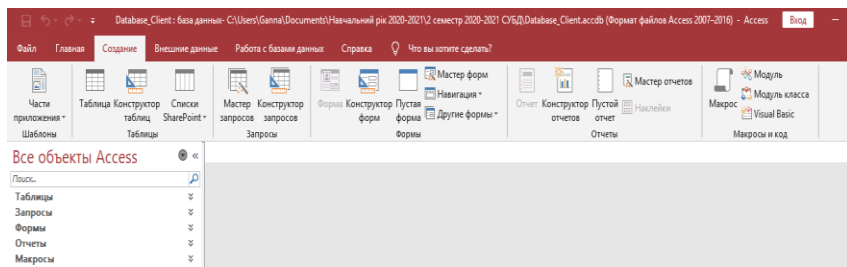 Database_Client : база данных- C:\Users\Ganna\Documents\Навчальний рік 2020-2021\2 семестр 2020-2021 СУБД\Database_Client.accdb (Формат файлов Access 2007–2016) - Access Вход
Файл Главная Создание Внешние данные Работа с базами данных Справка Что вы хотите сделать?
Части приложения
Шаблоны
Таблица Конструктор таблиц Списки SharePoint
Таблицы
Мастер запросов Конструктор запросов
Запросы
Форма Конструктор форм Пустая форма
Мастер форм
Навигация
Другие формы
Формы
Отчет Конструктор отчетов Пустой отчет
Мастер отчетов
Наклейки
Отчеты
Макрос
Модуль
Модуль класса
Visual Basic
Макросы и код
Все объекты Access
Поиск...
Таблицы
Запросы
Формы
Отчеты
Макросы